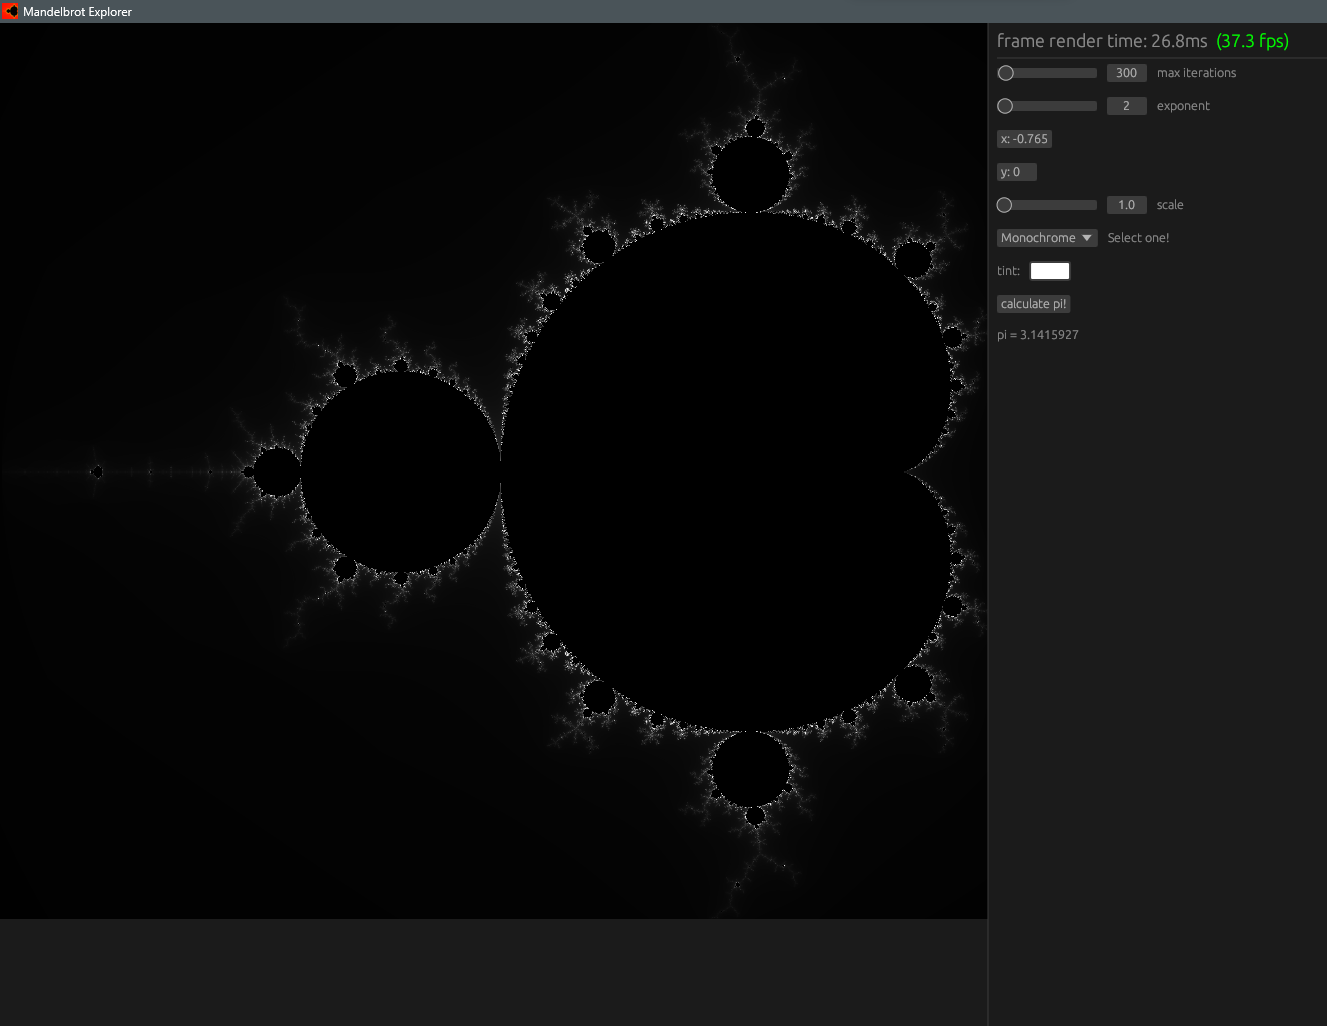 Mandelbrot Explorer
frame render time: 26.8ms (37.3 fps)
300 max iterations
2 exponent
x: -0.765
y: 0
1.0 scale
Monochrome Select one!
tint:
calculate pi!
pi = 3.1415927